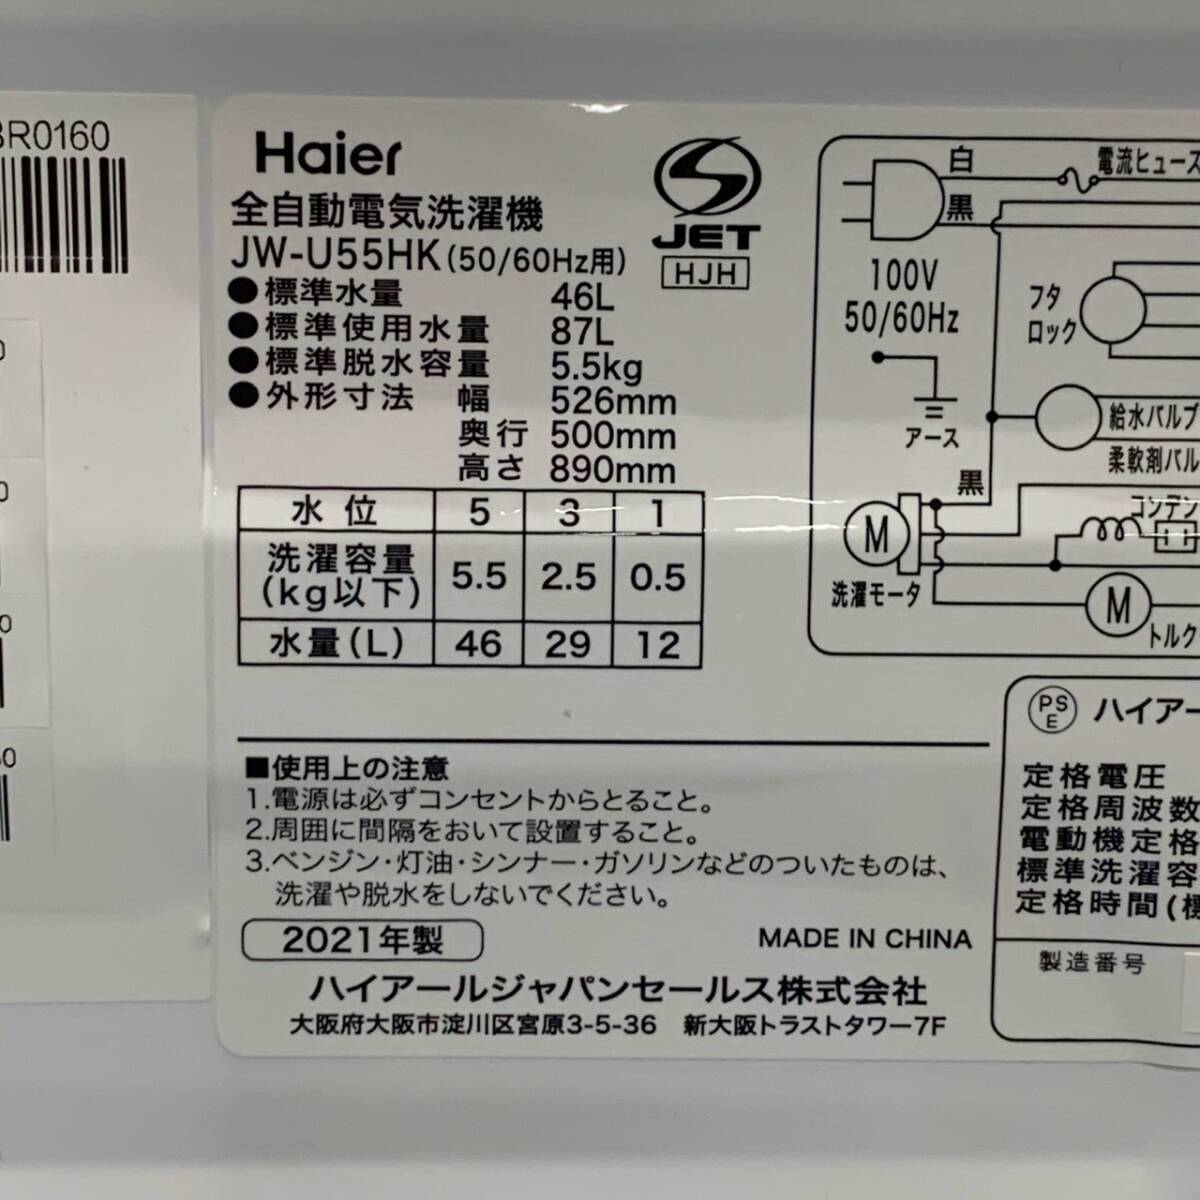 BR0160
Haier
全自動電気洗濯機
JW-U55HK(50/60Hz用)
●標準水量 46L
●標準使用水量 87L
●標準脱水容量 5.5kg
●外形寸法 幅 526mm
奥行 500mm
高さ 890mm
JET
HJH
水位 5 3 1
洗濯容量
(kg以下) 5.5 2.5 0.5
水量(L) 46 29 12
白
電流ヒューズ
黒
100V
50/60Hz
フタ
ロック
アース
給水バルブ
柔軟剤バル
黒
コンデン
M
洗濯モータ
M
トルク
■使用上の注意
1.電源は必ずコンセントからとること。
2.周囲に間隔をおいて設置すること。
3.ベンジン・灯油・シンナー・ガソリンなどのついたものは、
洗濯や脱水をしないでください。
2021年製
MADE IN CHINA
ハイアールジャパンセールス株式会社
大阪府大阪市淀川区宮原3-5-36 新大阪トラストタワー7F
PS
E
ハイアー
定格電圧
定格周波数
電動機定格
標準洗濯容
定格時間(標
製造番号